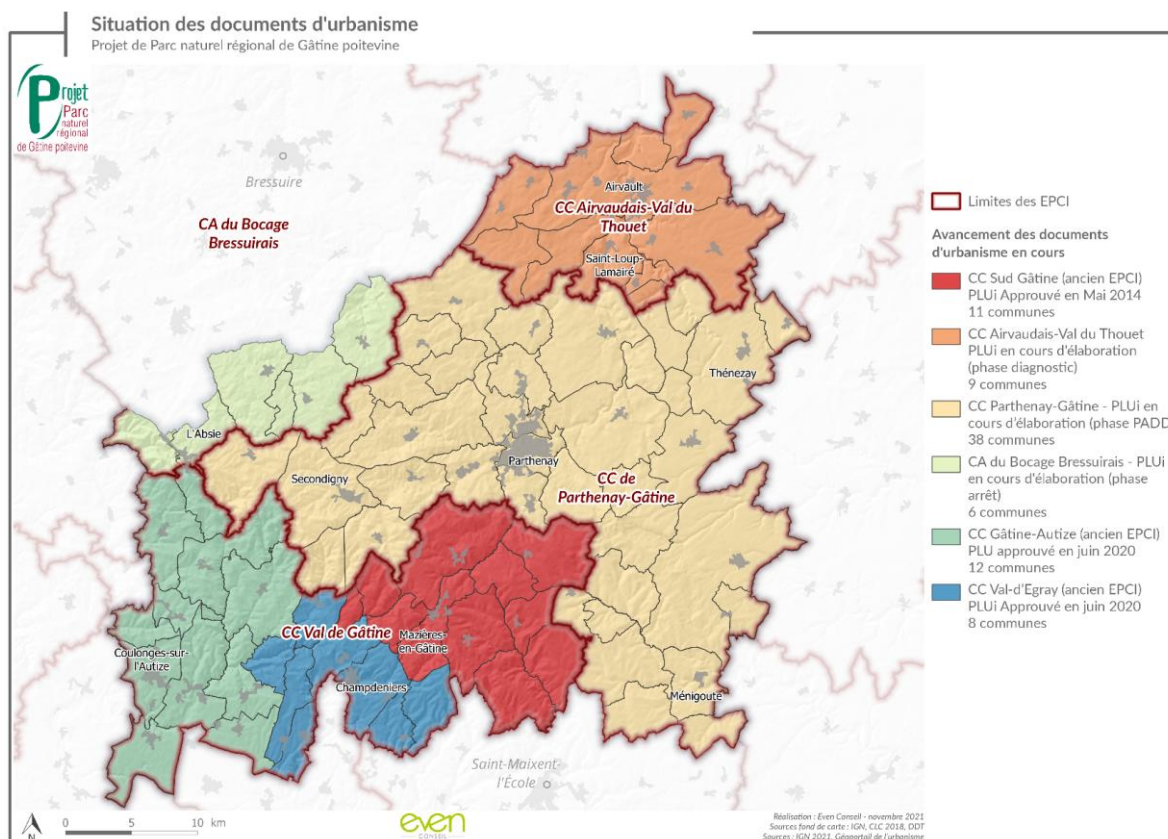 Situation des documents d'urbanisme
Projet de Parc naturel régional de Gâtine poitevine
Projet
Parc
naturel
régional
de Gâtine poitevine
Bressuire
CA du Bocage
Bressuirais
Airvault
CC Airvaudais-Val du
Thouet
Saint-Loup-
Lamairé
Thénezay
L'Absie
Secondigny
Parthenay
CC de
Parthenay-Gâtine
CC Val de Gâtine
Mazières-
en-Gâtine
Coulonges-sur-
l'Autize
Champdeniers
Ménigoute
Saint-Maixent-
l'École
Limites des EPCI
Avancement des documents
d'urbanisme en cours
CC Sud Gâtine (ancien EPCI)
PLUi Approuvé en Mai 2014
11 communes
CC Airvaudais-Val du Thouet
PLUi en cours d'élaboration
(phase diagnostic)
9 communes
CC Parthenay-Gâtine - PLUi en
cours d'élaboration (phase PADD
38 communes
CA du Bocage Bressuirais - PLUi
en cours d'élaboration (phase
arrêt)
6 communes
CC Gâtine-Autize (ancien EPCI)
PLU approuvé en juin 2020
12 communes
CC Val-d'Egray (ancien EPCI)
PLUi Approuvé en juin 2020
8 communes
N
0 5 10 km
even
CONSEIL
Réalisation : Even Conseil - novembre 2021
Sources fond de carte : IGN, CLC 2018, DDT
Sources : IGN 2021, Géoportail de l'urbanisme